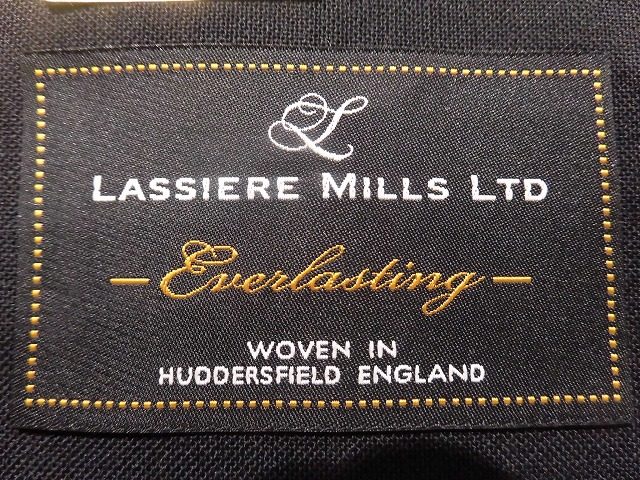 L
LASSIERE MILLS LTD
— Everlasting —
WOVEN IN
HUDDERSFIELD ENGLAND